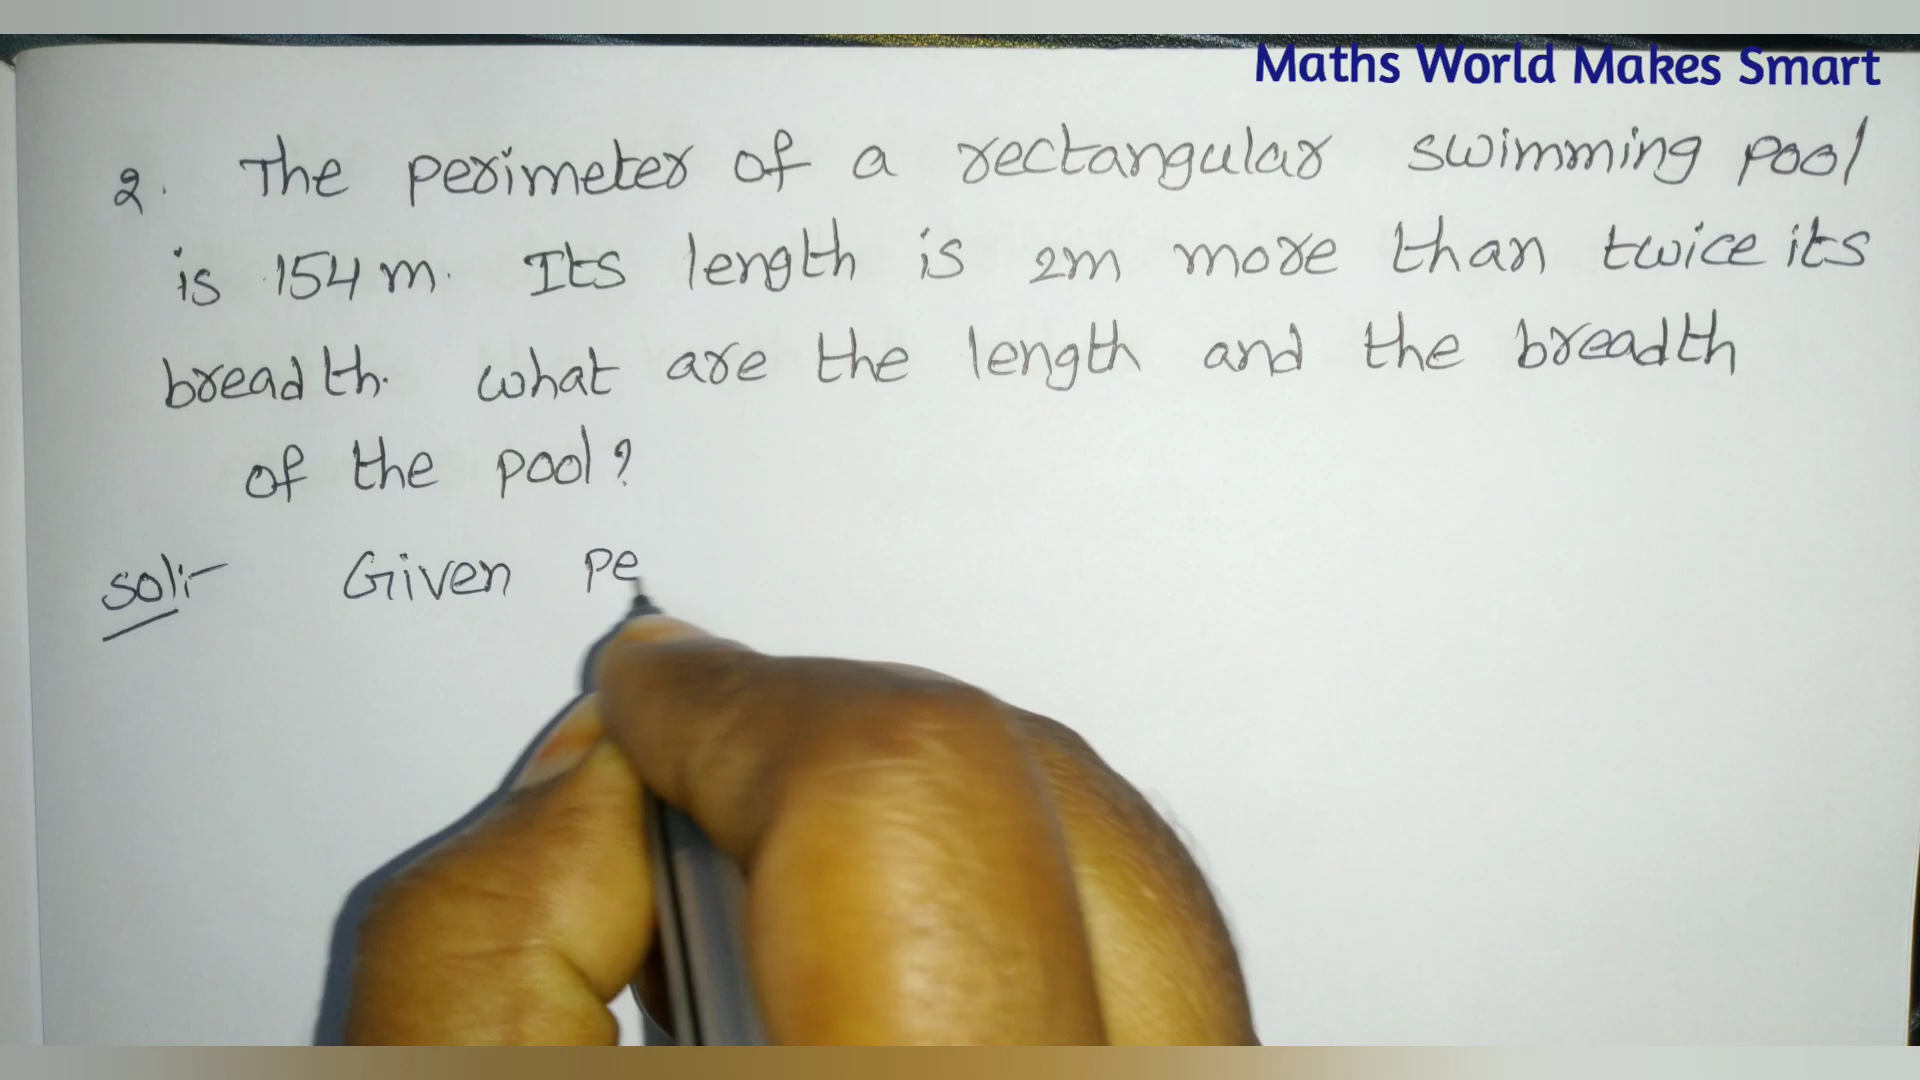 Maths World Makes Smart
2. The perimeter of a rectangular swimming pool
is 154 m. Its length is 2m more than twice its
breadth. what are the length and the breadth
of the pool?
Sol:- Given Pe